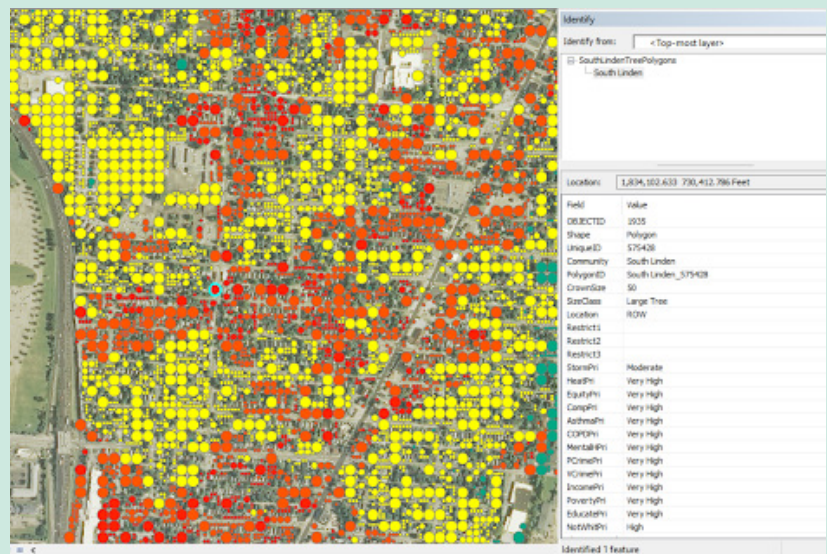 Identify
Identify from: <Top-most layer>
SouthLindenTreePolygons
South Linden
Location: 1,834,102.633 730,412.786 Feet
Field Value
OBJECTID 1935
Shape Polygon
UniqueID 575428
Community South Linden
PolygonID South Linden_575428
CrownSize 50
SizeClass Large Tree
Location ROW
Restrict1
Restrict2
Restrict3
StormPri Moderate
HeatPri Very High
EquityPri Very High
CompPri Very High
AsthmaPri Very High
COPDPri Very High
MentalHPri Very High
PCrimePri Very High
VCrimePri Very High
IncomePri Very High
PovertyPri Very High
EducatePri Very High
NotWhitPri High
Identified 1 feature